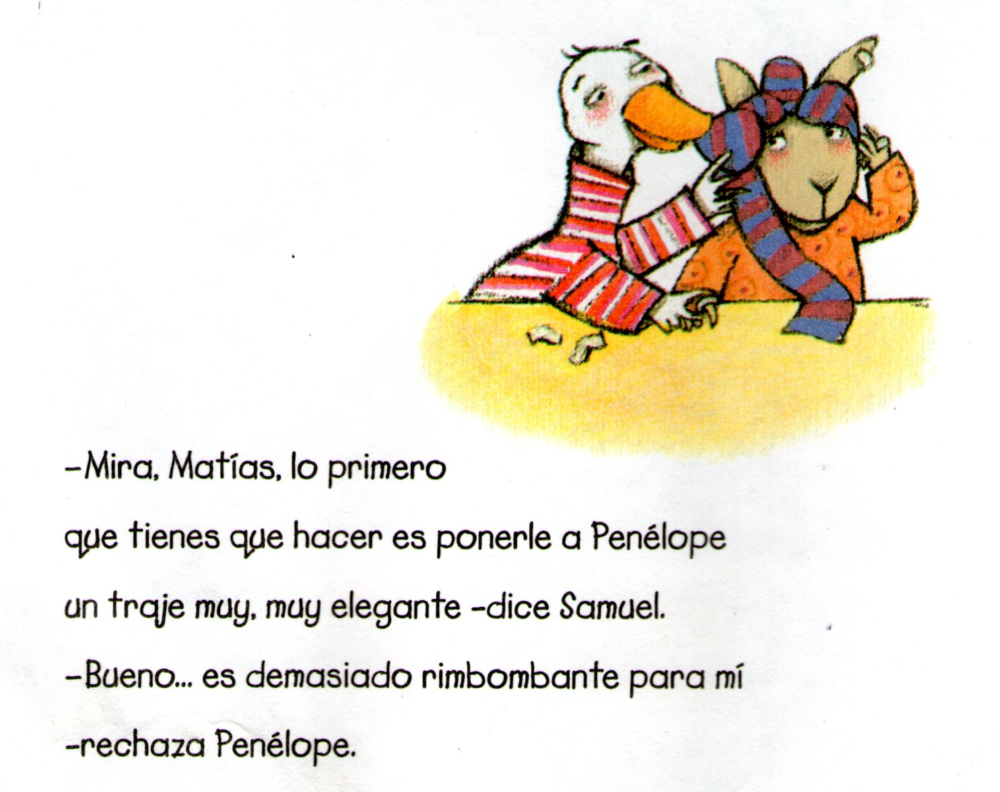 –Mira, Matías, lo primero
que tienes que hacer es ponerle a Penélope
un traje muy, muy elegante –dice Samuel.
–Bueno... es demasiado rimbombante para mí
–rechaza Penélope.